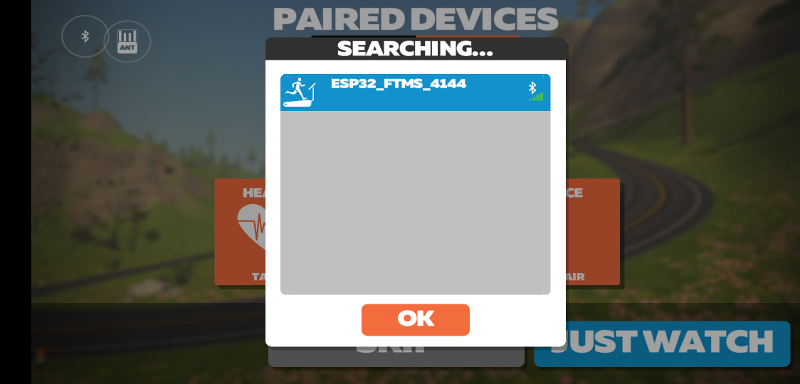 PAIRED DEVICES
SEARCHING...
ANT
ESP32_FTMS_4144
OK
JUST WATCH